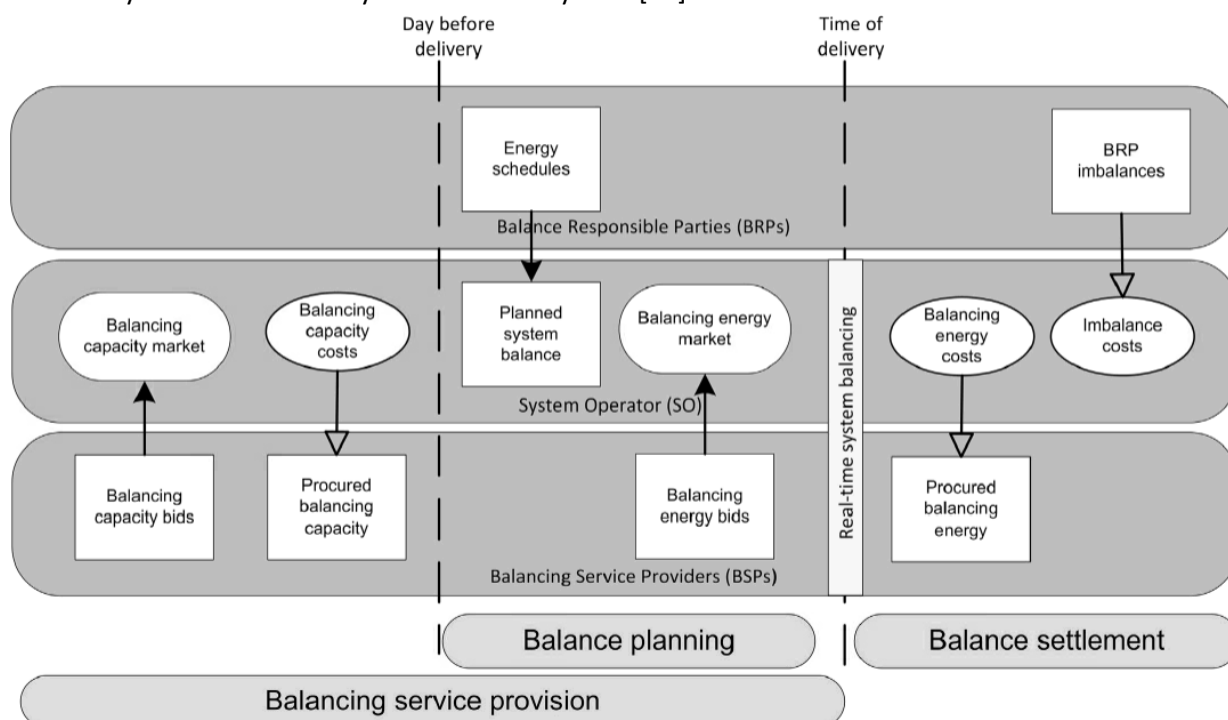 Day before
delivery
Time of
delivery
Energy
schedules
BRP
imbalances
Balance Responsible Parties (BRPs)
Balancing
capacity market
Balancing
capacity
costs
Planned
system
balance
Balancing energy
market
Balancing
energy
costs
Imbalance
costs
System Operator (SO)
Real-time system balancing
Balancing
capacity bids
Procured
balancing
capacity
Balancing
energy bids
Procured
balancing
energy
Balancing Service Providers (BSPs)
Balance planning
Balance settlement
Balancing service provision